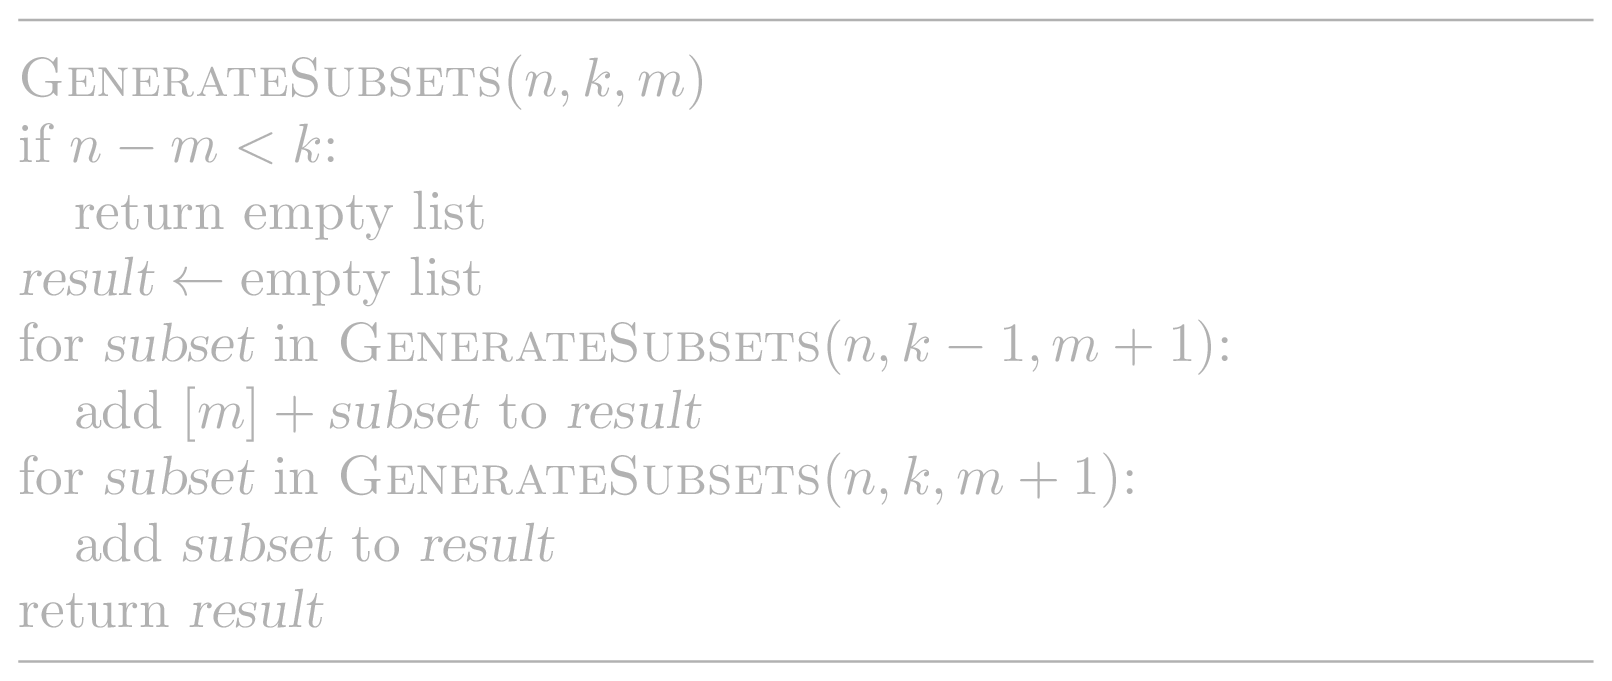 GENERATESUBSETS(n, k, m)
if n − m < k:
return empty list
result ← empty list
for subset in GENERATESUBSETS(n, k − 1, m + 1):
add [m] + subset to result
for subset in GENERATESUBSETS(n, k, m + 1):
add subset to result
return result